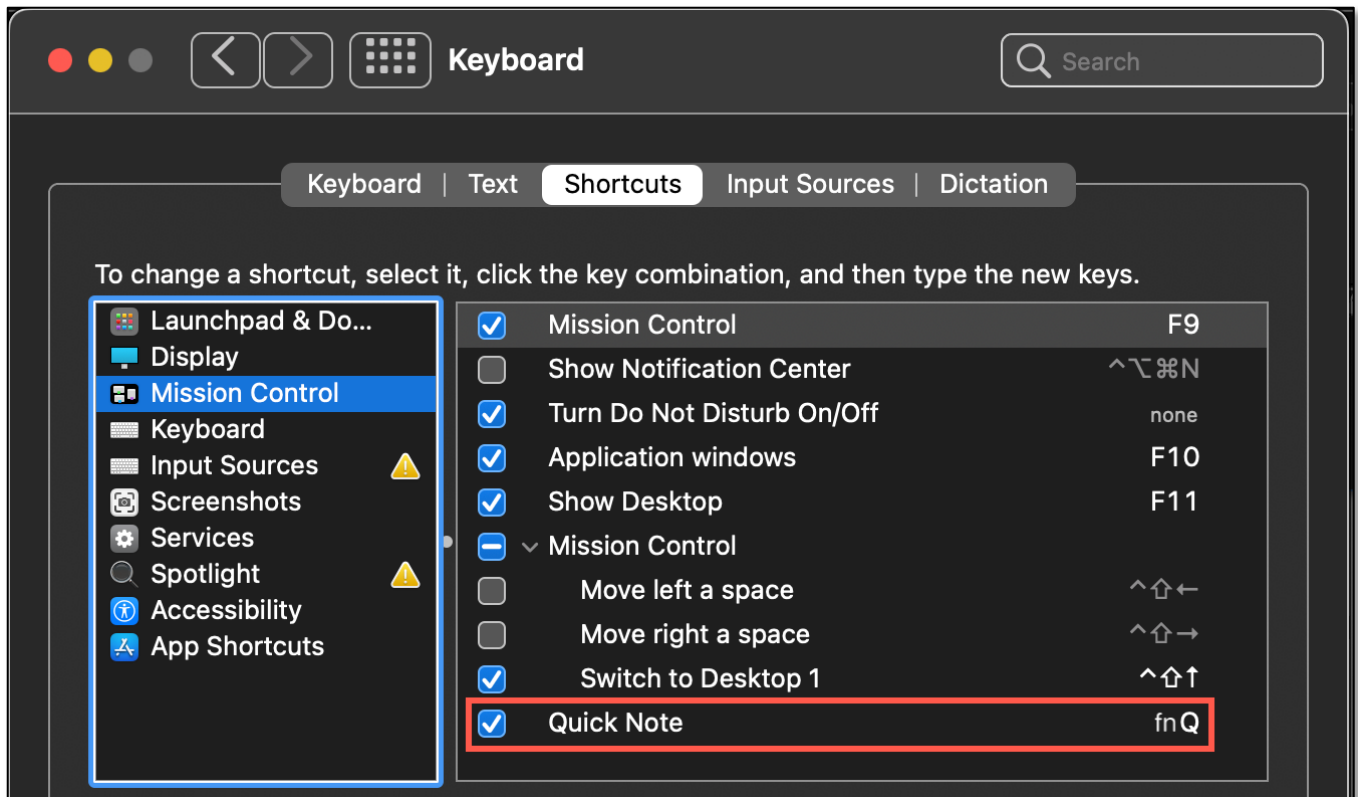 Keyboard
Search
Keyboard | Text Shortcuts Input Sources | Dictation
To change a shortcut, select it, click the key combination, and then type the new keys.
Launchpad & Do...
Display
Mission Control
Keyboard
Input Sources
Screenshots
Services
Spotlight
Accessibility
App Shortcuts
Mission Control F9
Show Notification Center ^⌥⌘N
Turn Do Not Disturb On/Off none
Application windows F10
Show Desktop F11
Mission Control
Move left a space ^⇧←
Move right a space ^⇧→
Switch to Desktop 1 ^⇧↑
Quick Note fnQ